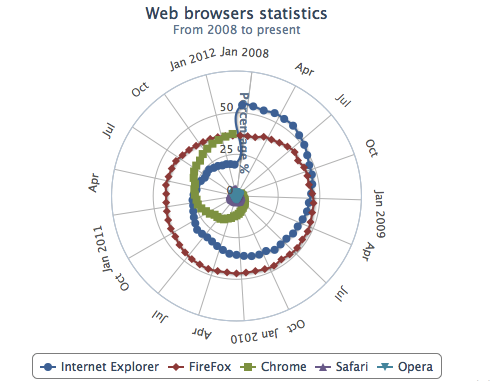 Web browsers statistics
From 2008 to present
Jan 2012 Jan 2008
Oct Apr
Jul Jul
Apr Oct
Jan 2011 Jan 2009
Oct Apr
Jul Jul
Apr Oct
Jan 2010
50
25
Percentage %
Internet Explorer FireFox Chrome Safari Opera